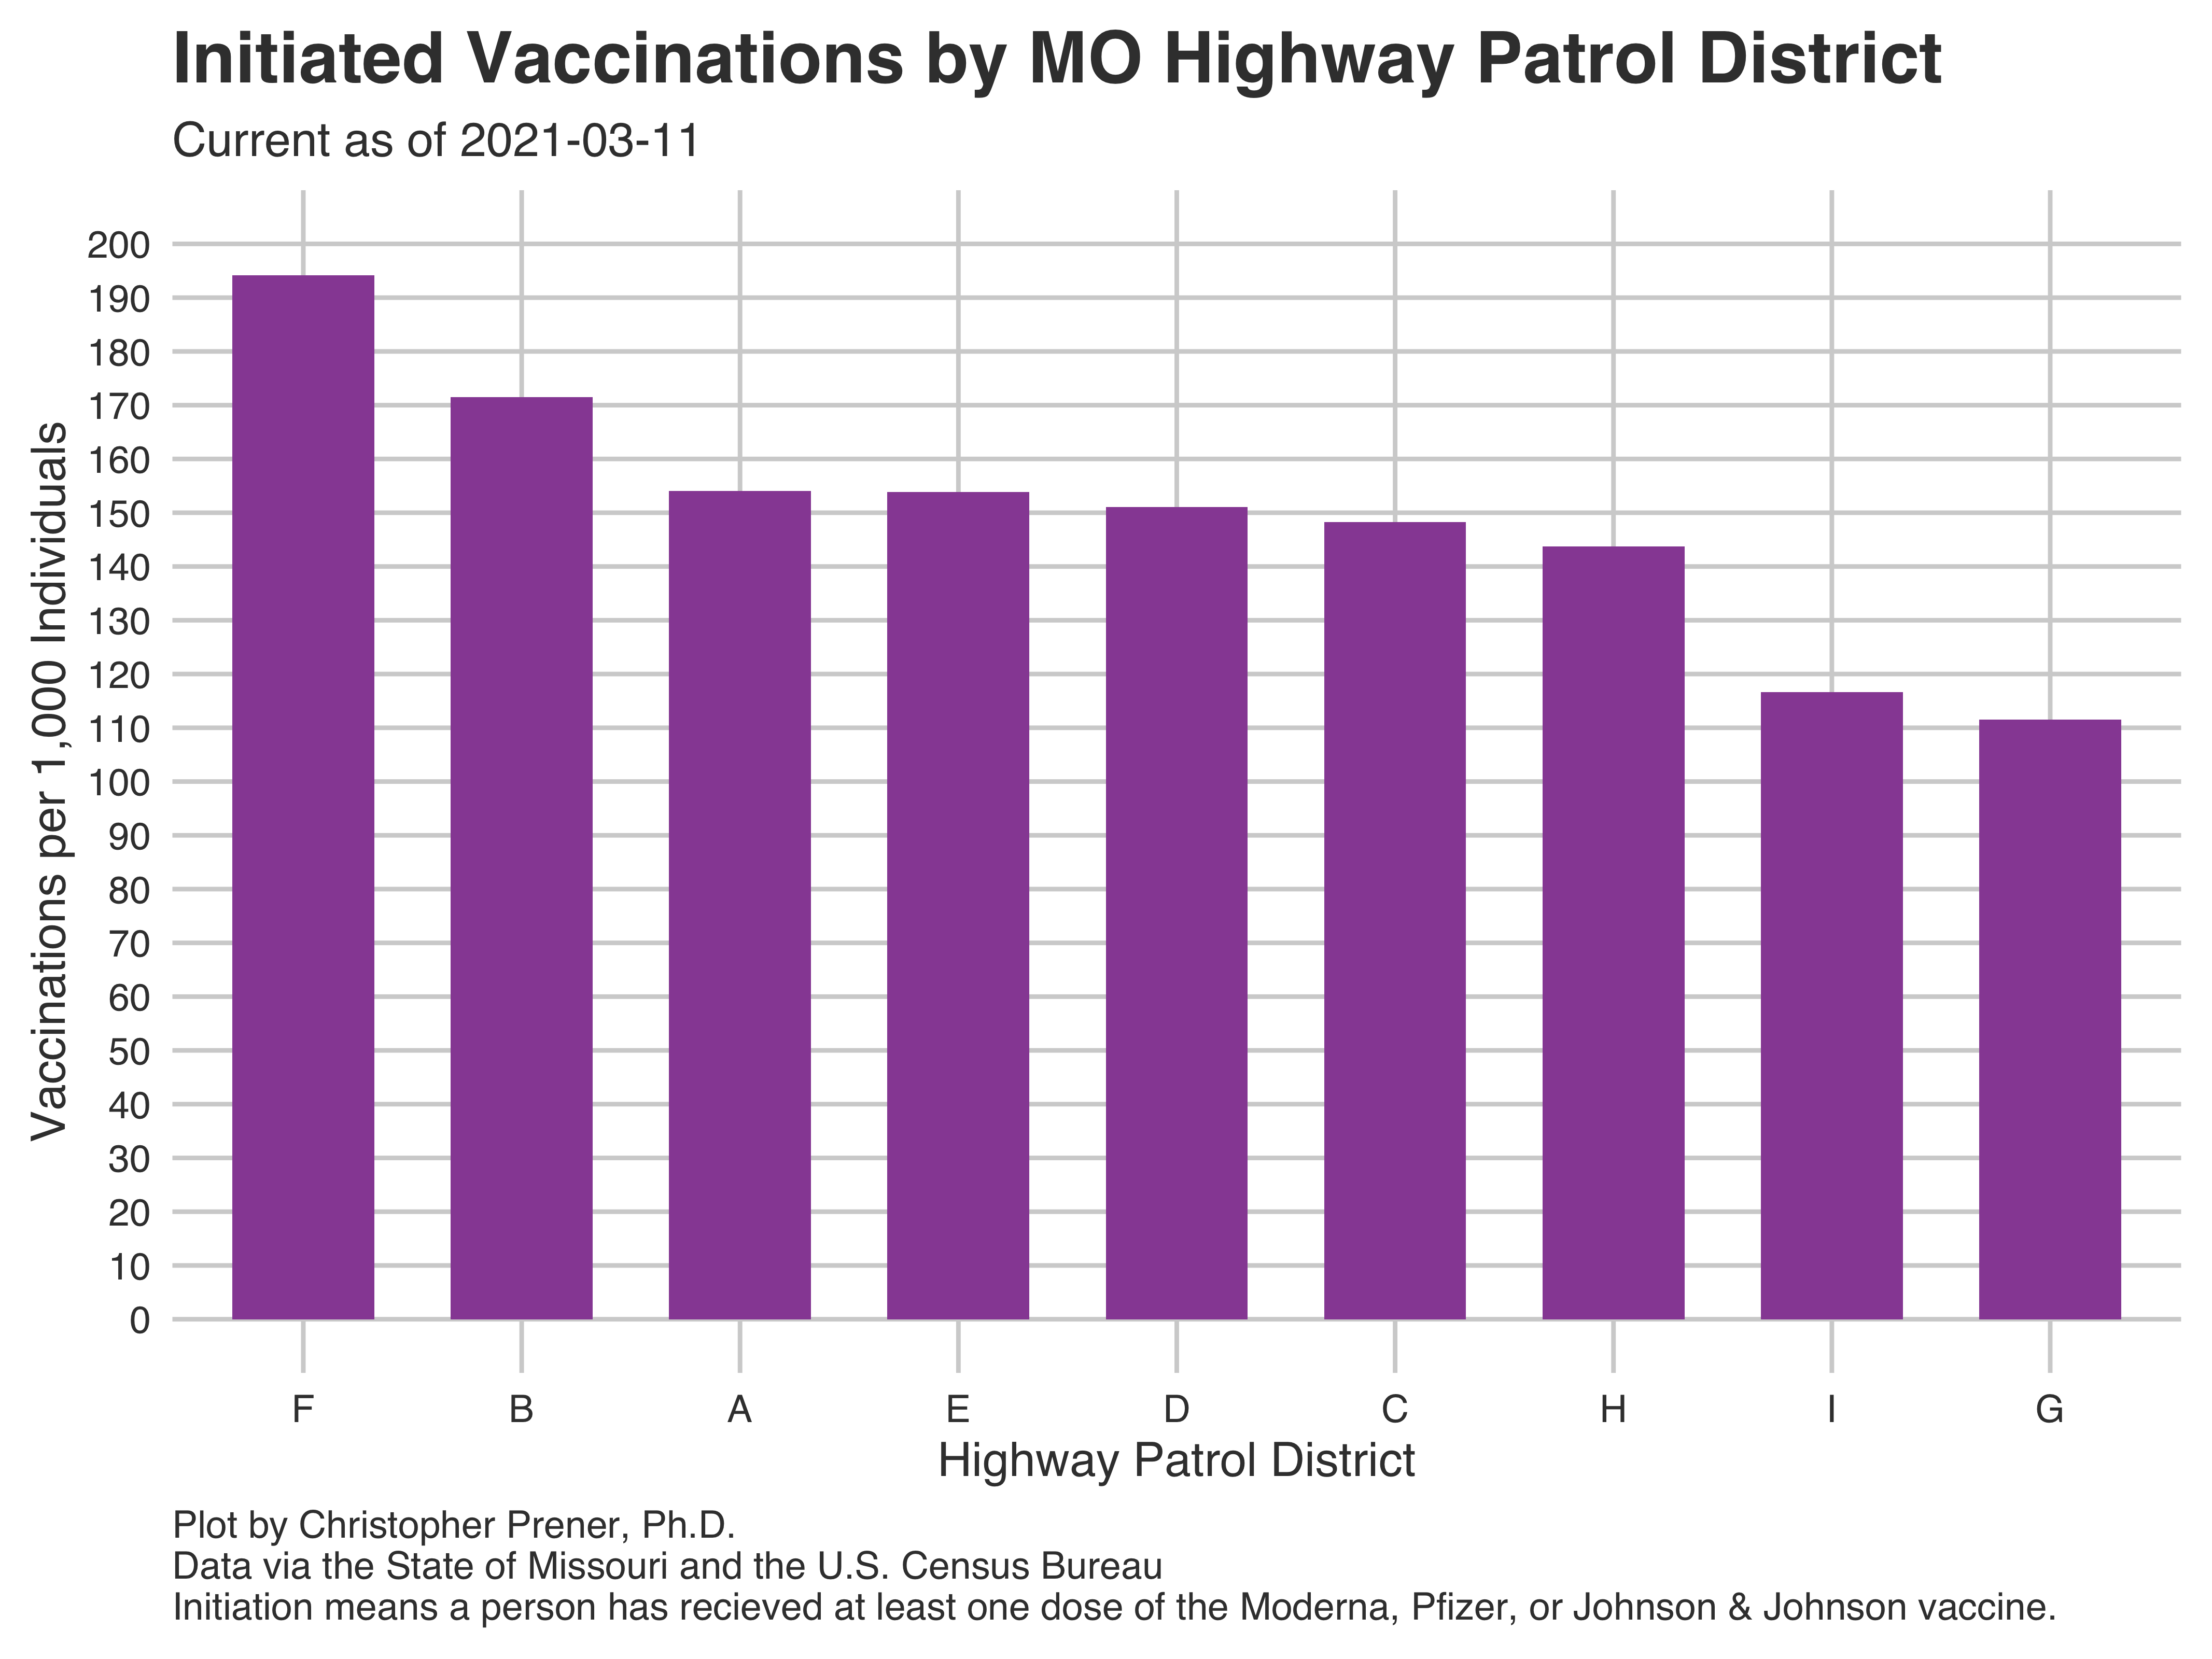 Initiated Vaccinations by MO Highway Patrol District
Current as of 2021-03-11
Vaccinations per 1,000 Individuals
200
190
180
170
160
150
140
130
120
110
100
90
80
70
60
50
40
30
20
10
0
F B A E D C H I G
Highway Patrol District
Plot by Christopher Prener, Ph.D.
Data via the State of Missouri and the U.S. Census Bureau
Initiation means a person has recieved at least one dose of the Moderna, Pfizer, or Johnson & Johnson vaccine.